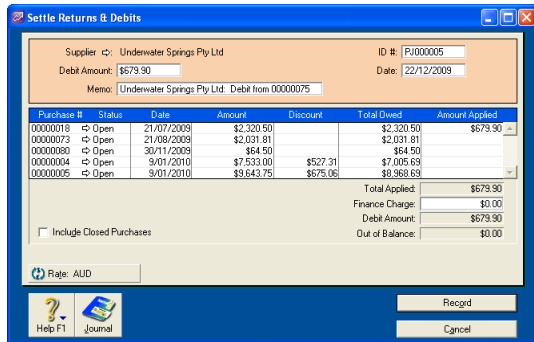 Settle Returns & Debits
Supplier ⇨: Underwater Springs Pty Ltd ID #: PJ000005
Debit Amount: $679.90 Date: 22/12/2009
Memo: Underwater Springs Pty Ltd: Debit from 00000075
Purchase # Status Date Amount Discount Total Owed Amount Applied
00000018 ⇨ Open 21/07/2009 $2,320.50 $2,320.50 $679.90
00000073 ⇨ Open 21/08/2009 $2,031.81 $2,031.81
00000080 ⇨ Open 30/11/2009 $64.50 $64.50
00000004 ⇨ Open 9/01/2010 $7,533.00 $527.31 $7,005.69
00000005 ⇨ Open 9/01/2010 $9,643.75 $675.06 $8,968.69
Total Applied: $679.90
Finance Charge: $0.00
Debit Amount: $679.90
Include Closed Purchases Out of Balance: $0.00
Rate: AUD
Help F1 Journal Record
Cancel